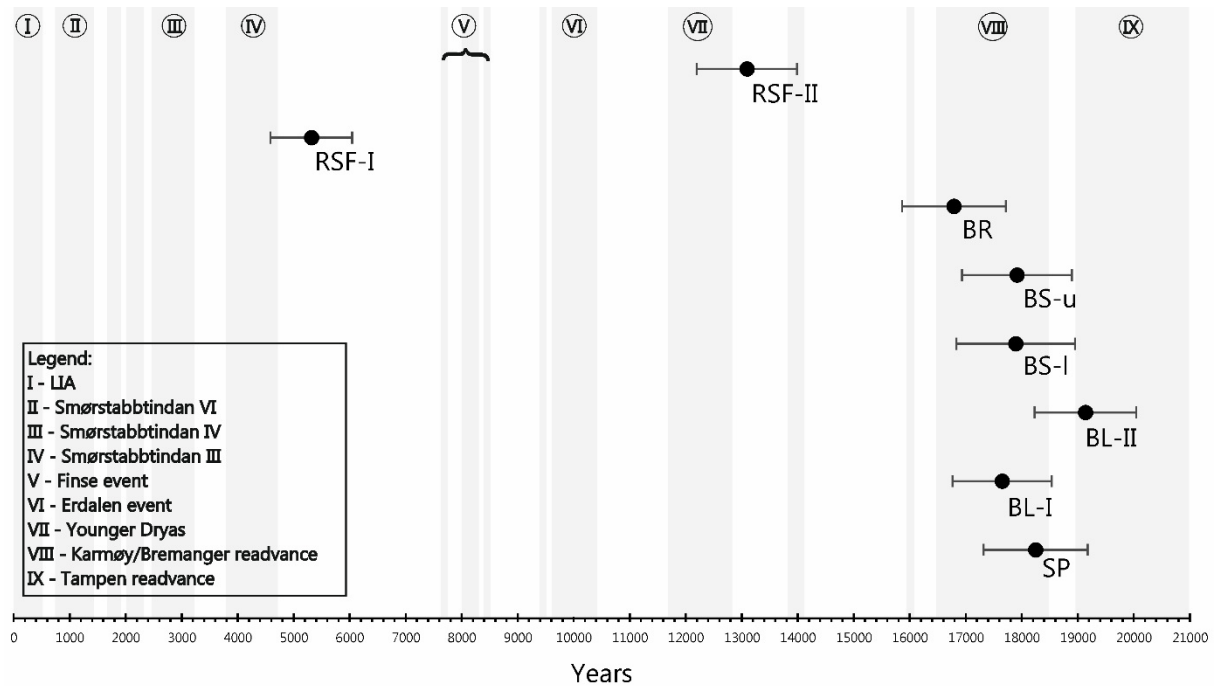 Ⅰ Ⅱ Ⅲ Ⅳ Ⅴ Ⅵ Ⅶ Ⅷ Ⅸ
RSF-II
RSF-I
BR
BS-u
BS-l
BL-II
BL-I
SP
Legend:
Ⅰ - LIA
Ⅱ - Smørstabbtindan VI
Ⅲ - Smørstabbtindan IV
Ⅳ - Smørstabbtindan III
Ⅴ - Finse event
Ⅵ - Erdalen event
Ⅶ - Younger Dryas
Ⅷ - Karmøy/Bremanger readvance
Ⅸ - Tampen readvance
0 1000 2000 3000 4000 5000 6000 7000 8000 9000 10000 11000 12000 13000 14000 15000 16000 17000 18000 19000 20000 21000
Years